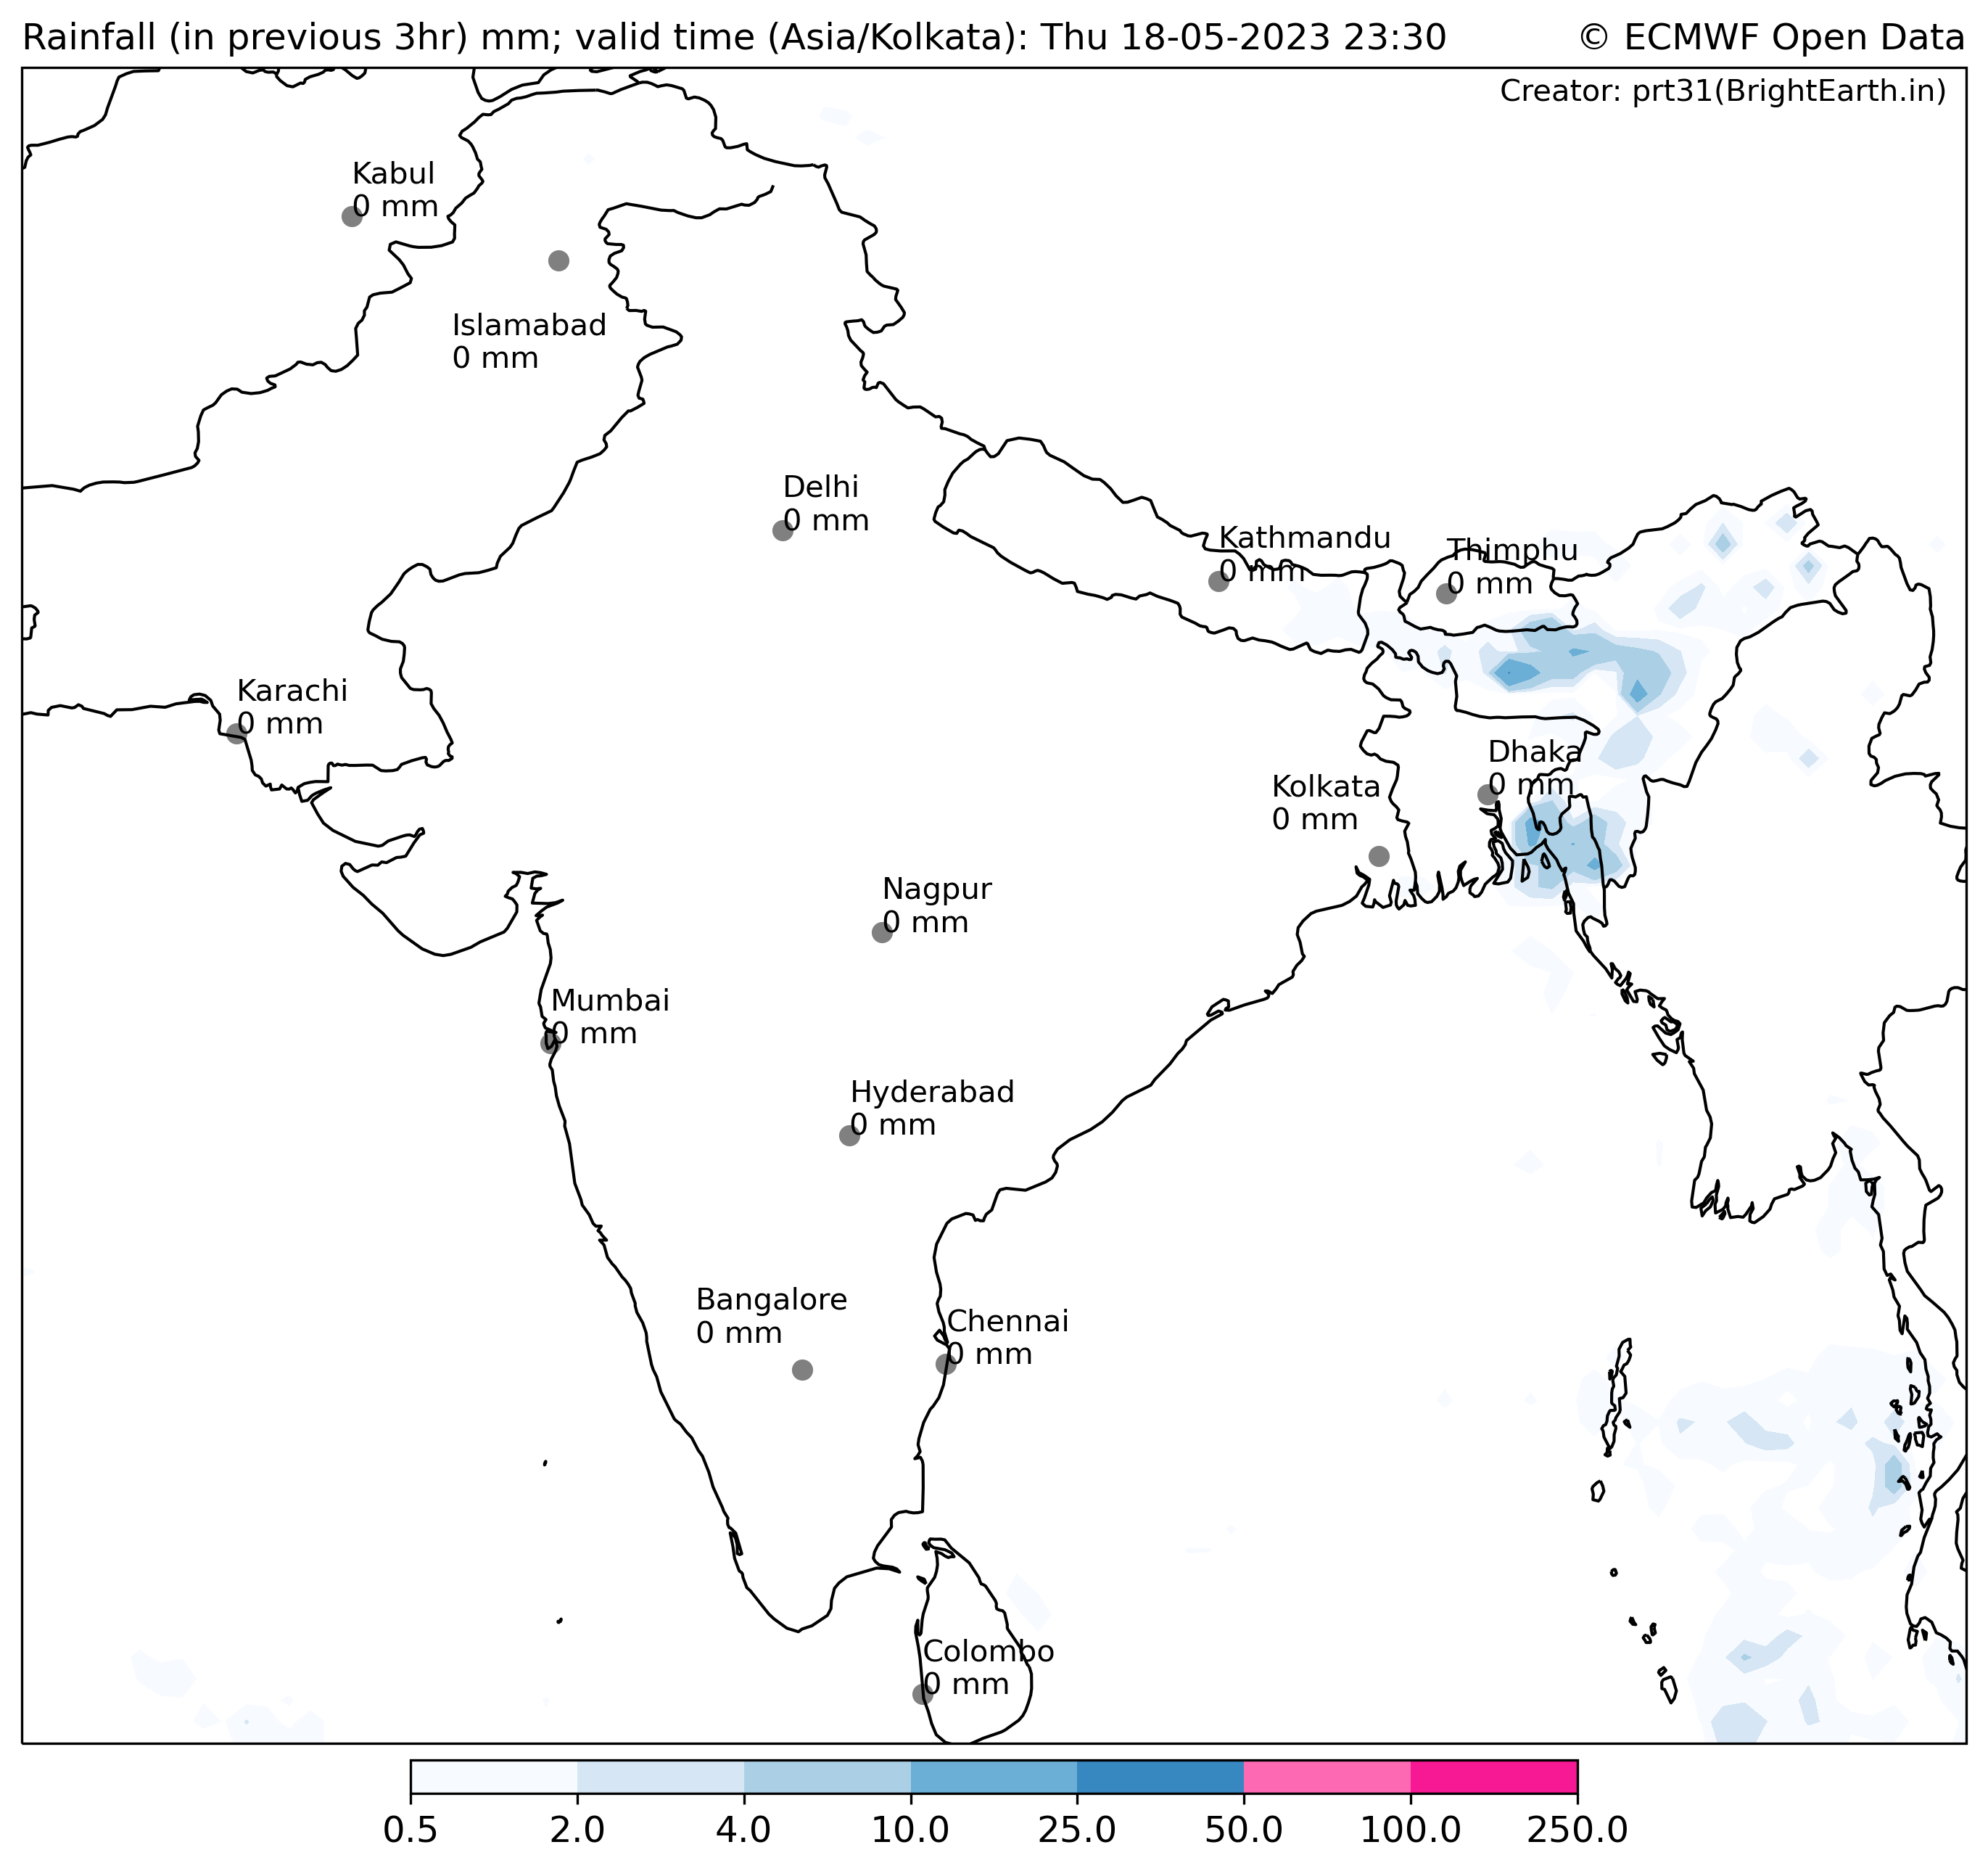 Rainfall (in previous 3hr) mm; valid time (Asia/Kolkata): Thu 18-05-2023 23:30
© ECMWF Open Data
Creator: prt31(BrightEarth.in)
Kabul
0 mm
Islamabad
0 mm
Delhi
0 mm
Kathmandu
0 mm
Thimphu
0 mm
Karachi
0 mm
Dhaka
0 mm
Kolkata
0 mm
Nagpur
0 mm
Mumbai
0 mm
Hyderabad
0 mm
Bangalore
0 mm
Chennai
0 mm
Colombo
0 mm
0.5 2.0 4.0 10.0 25.0 50.0 100.0 250.0